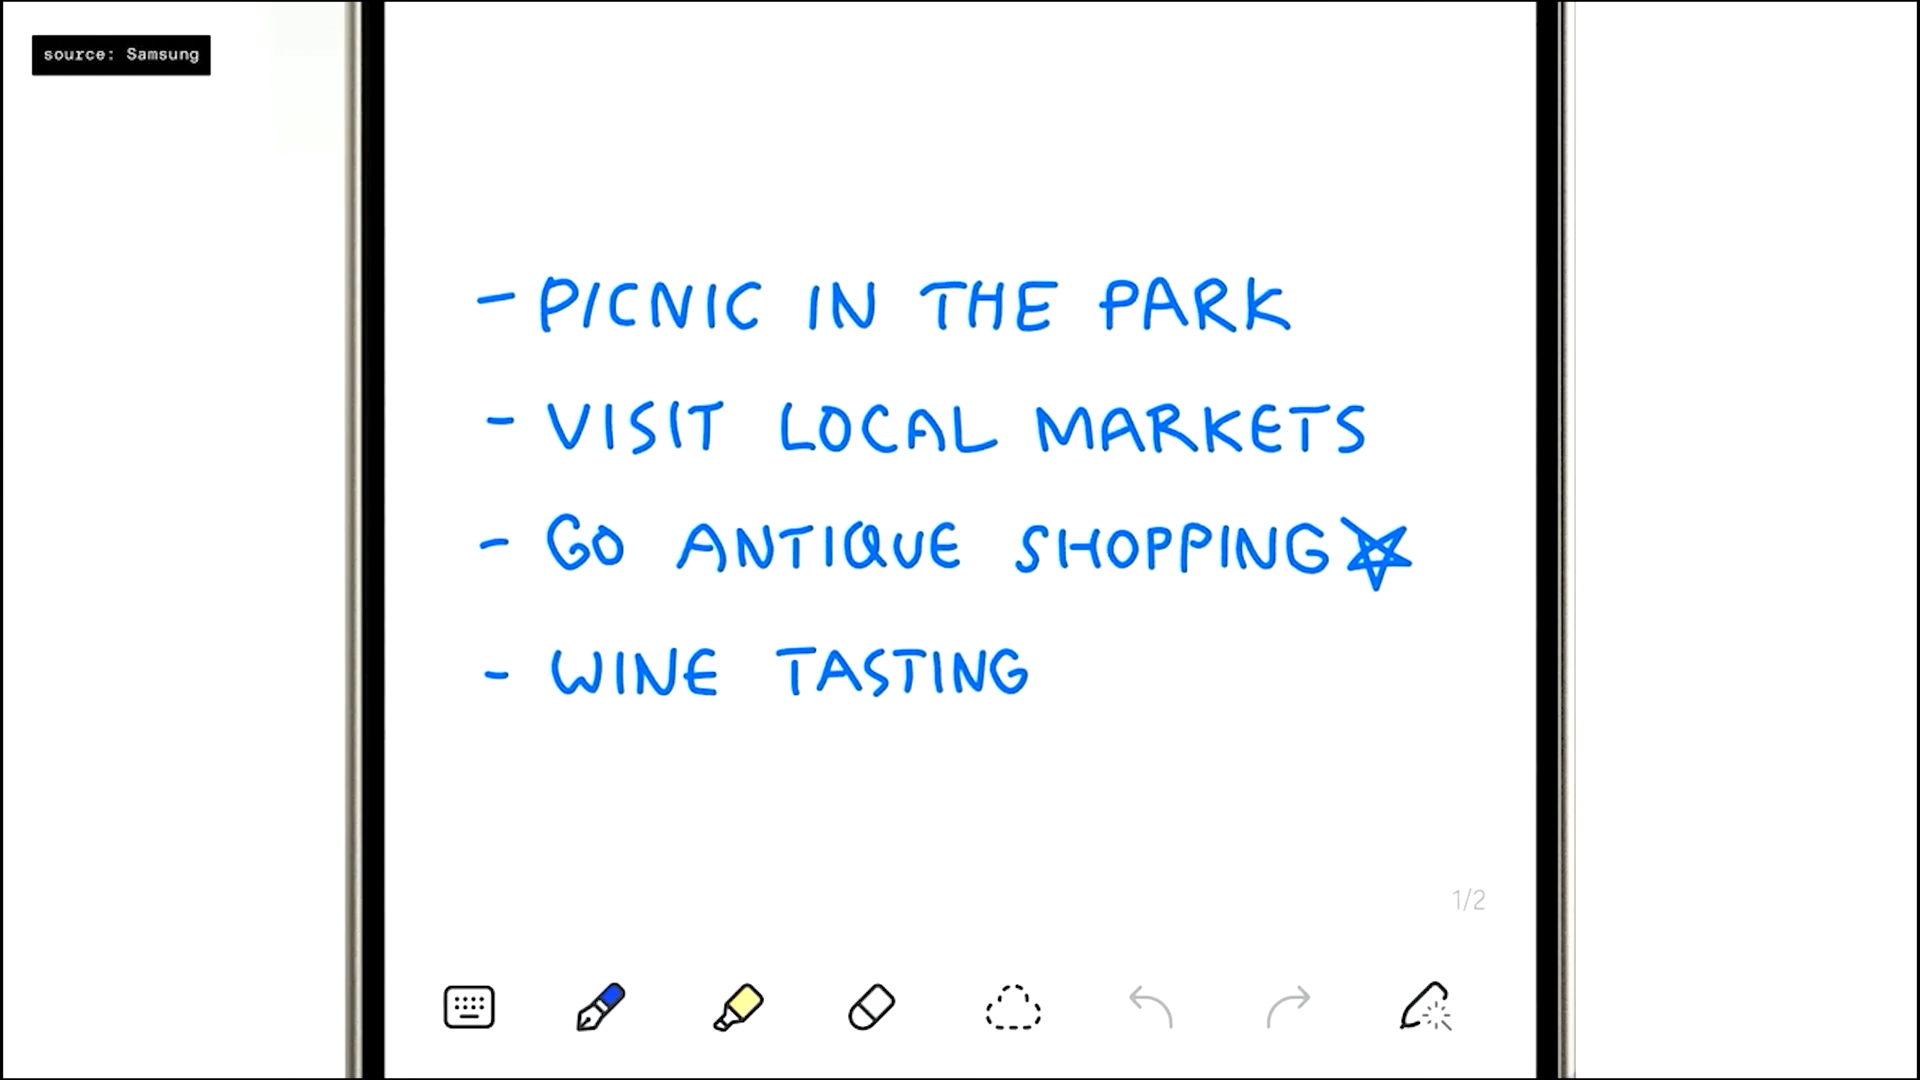 source: Samsung
- PICNIC IN THE PARK
- VISIT LOCAL MARKETS
- GO ANTIQUE SHOPPING
- WINE TASTING
1/2